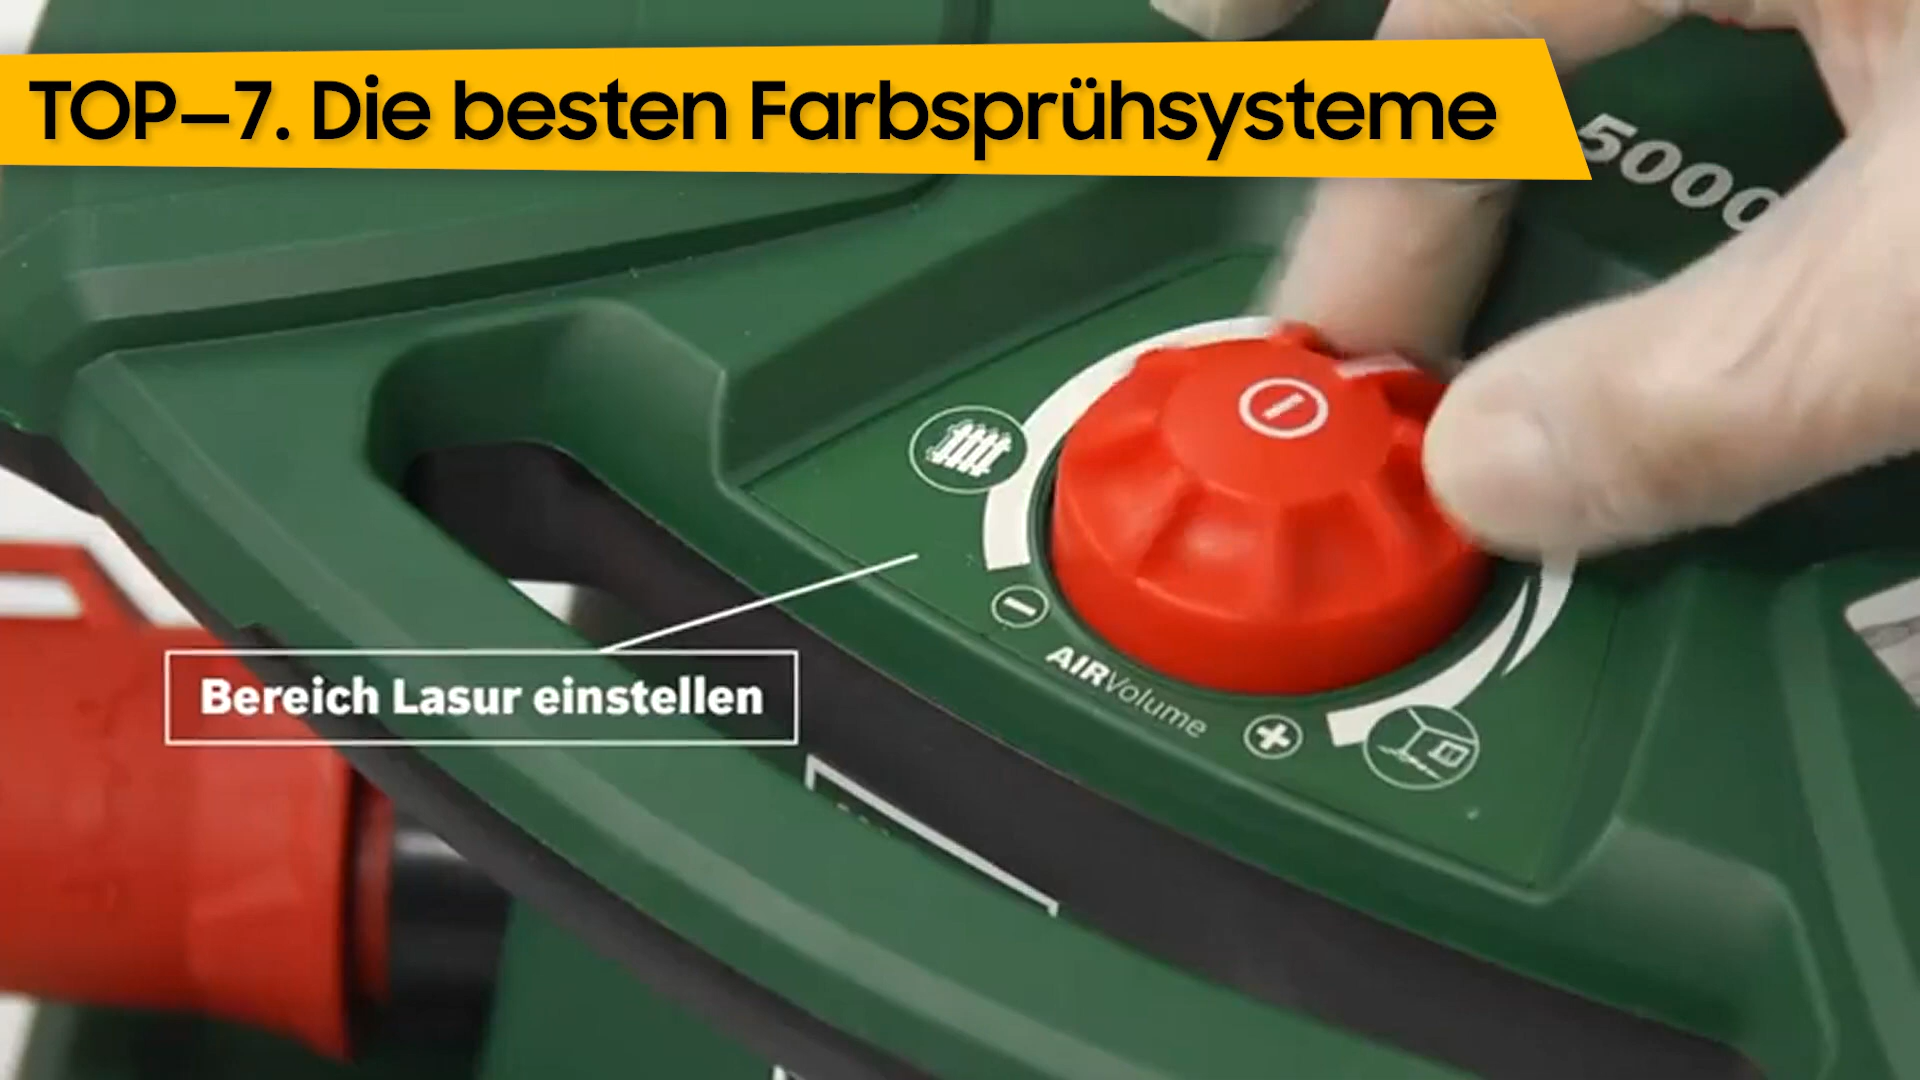 TOP–7. Die besten Farbsprühsysteme
5000
Bereich Lasur einstellen
AIRVolume